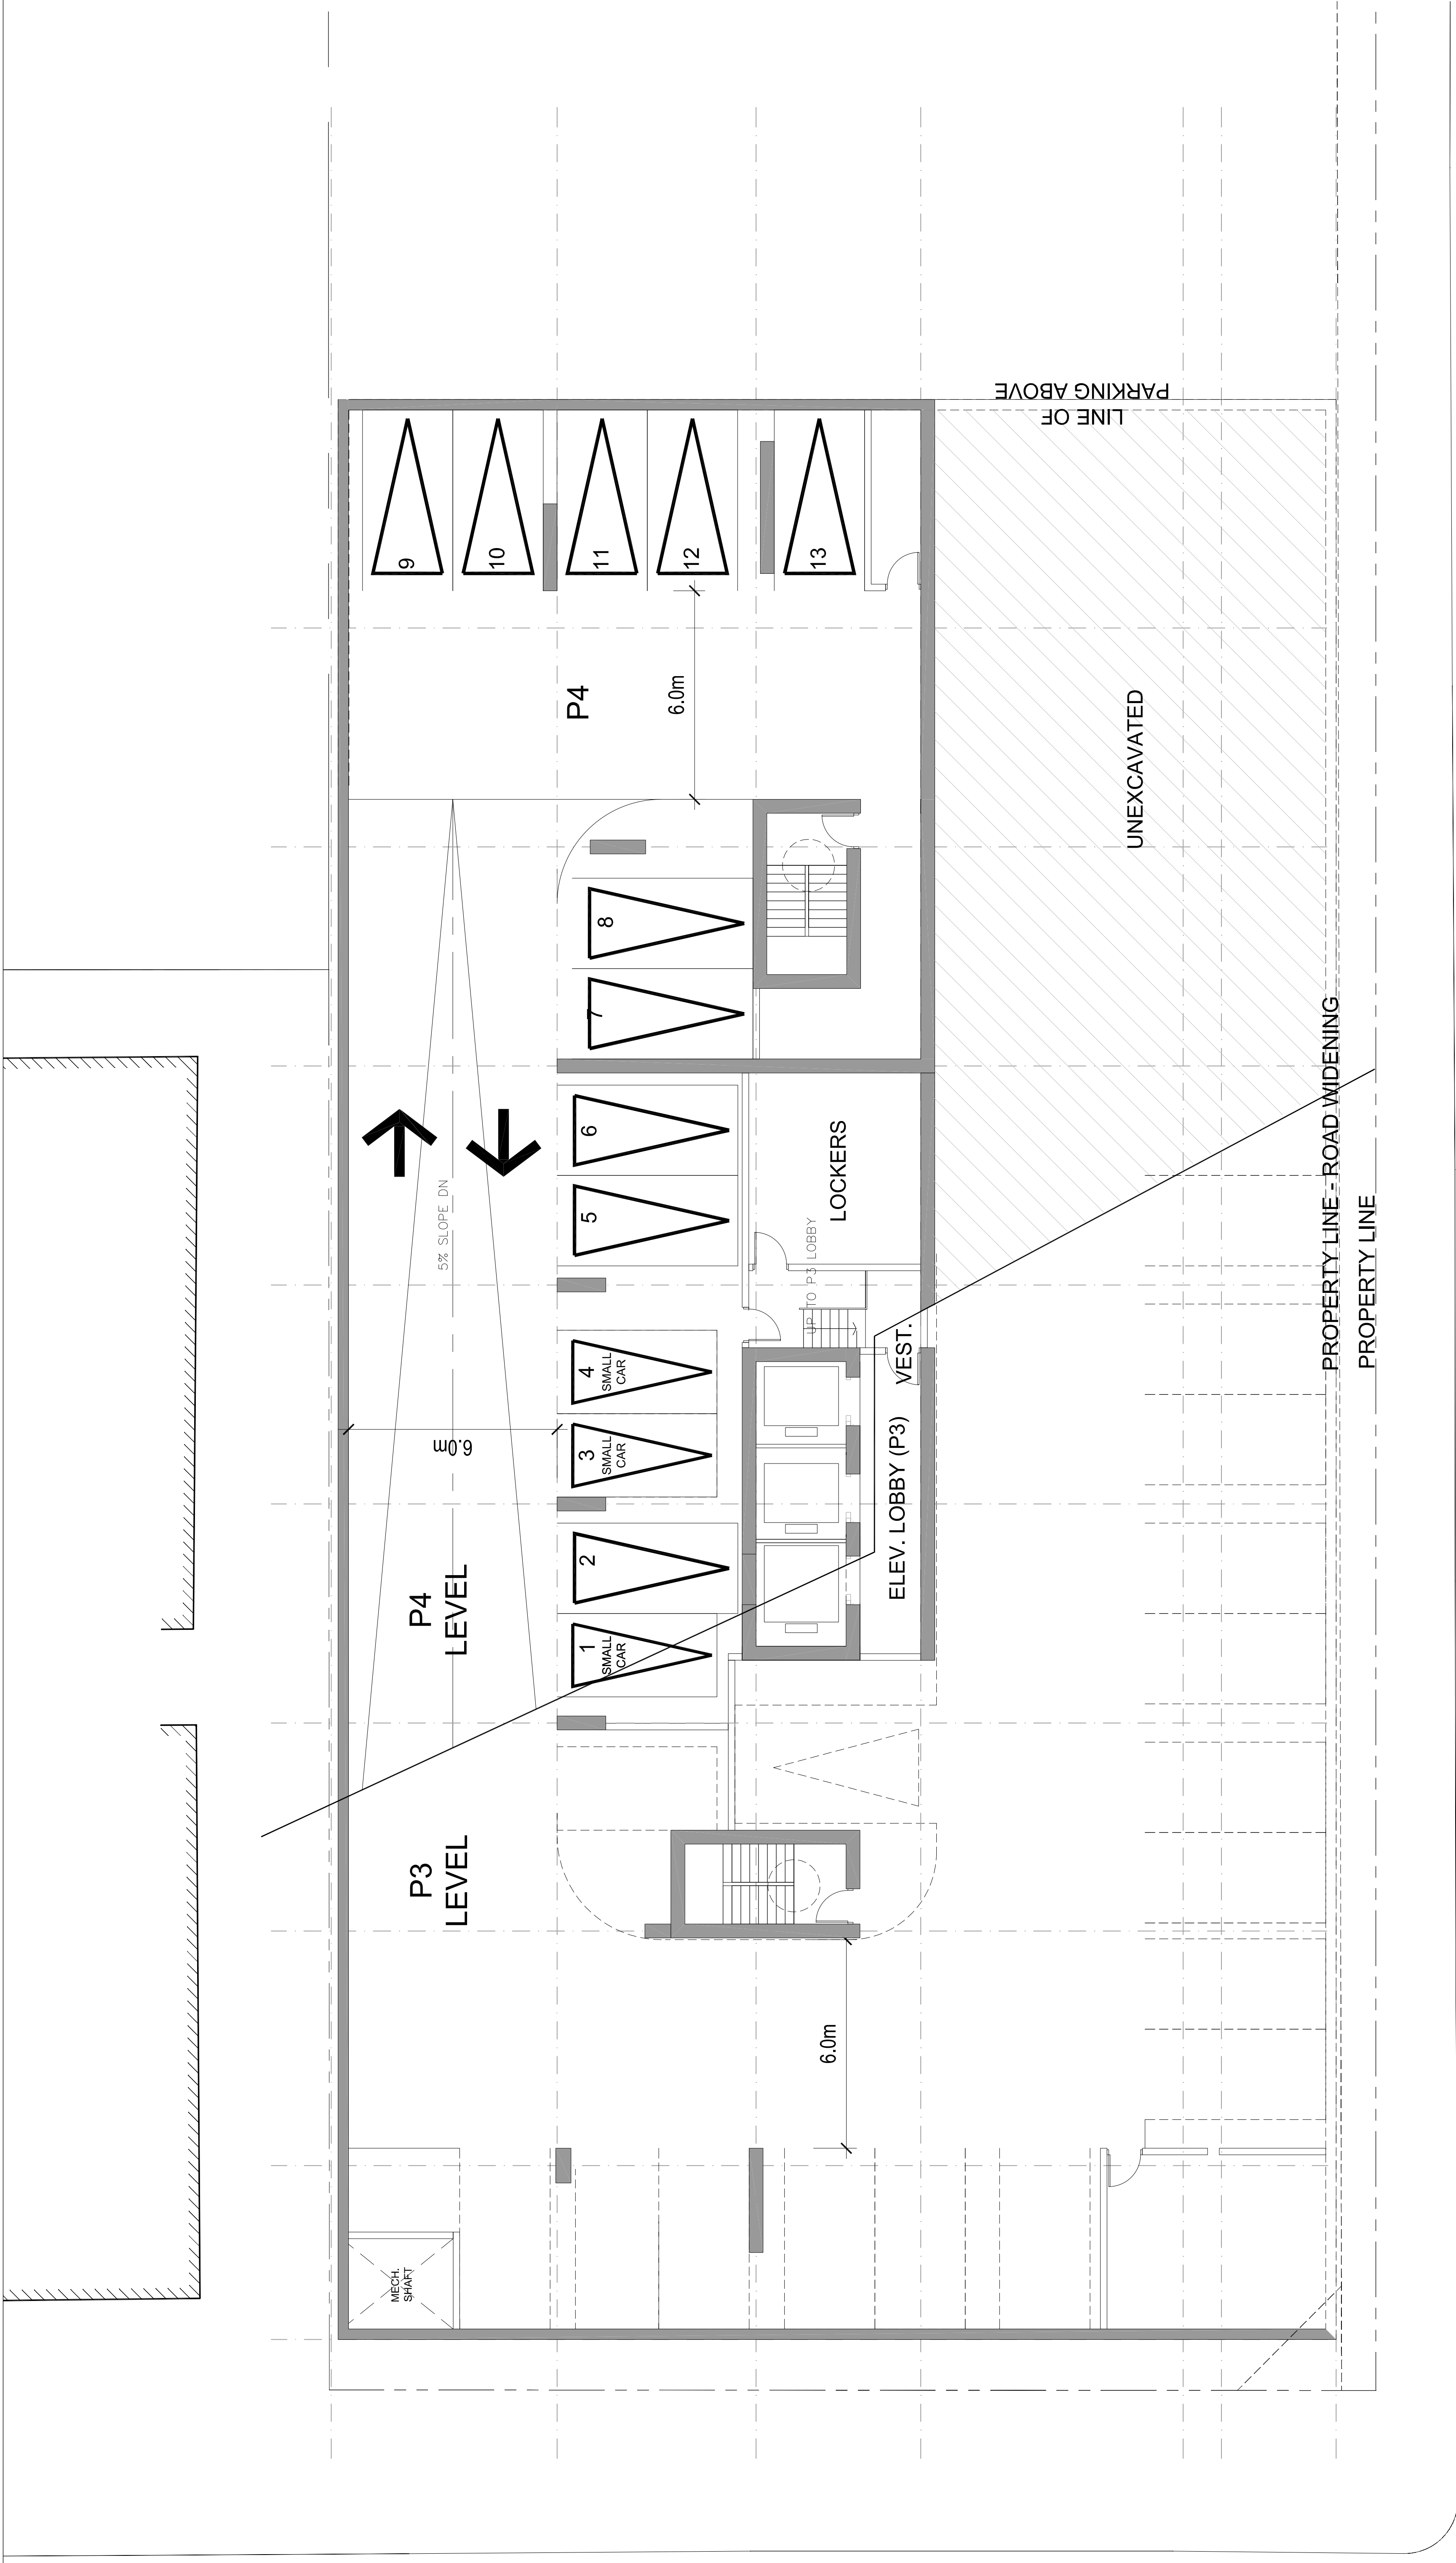 LINE OF
PARKING ABOVE
9
10
11
12
13
P4
6.0m
UNEXCAVATED
8
7
6
5
5% SLOPE DN
LOCKERS
UP TO P3 LOBBY
PROPERTY LINE - ROAD WIDENING
PROPERTY LINE
4
SMALL
CAR
3
SMALL
CAR
6.0m
VEST.
ELEV. LOBBY (P3)
2
1
SMALL
CAR
P4
LEVEL
P3
LEVEL
6.0m
MECH.
SHAFT